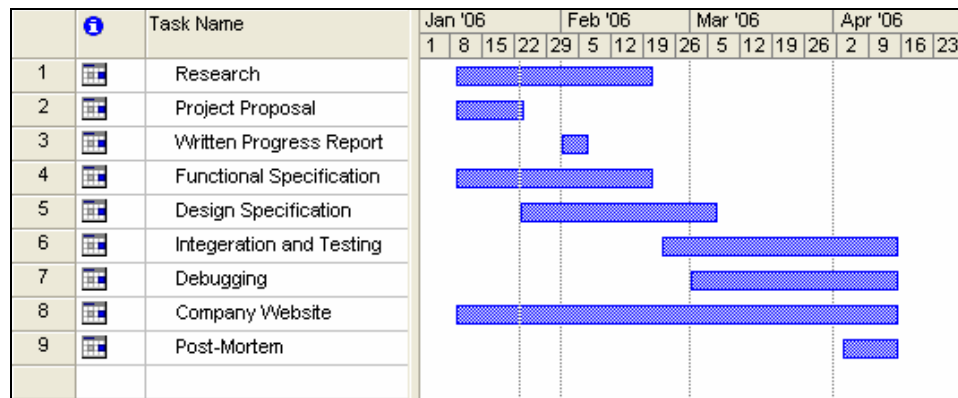 Task Name Jan '06 Feb '06 Mar '06 Apr '06
1 8 15 22 29 5 12 19 26 5 12 19 26 2 9 16 23
1 Research
2 Project Proposal
3 Written Progress Report
4 Functional Specification
5 Design Specification
6 Integeration and Testing
7 Debugging
8 Company Website
9 Post-Mortem